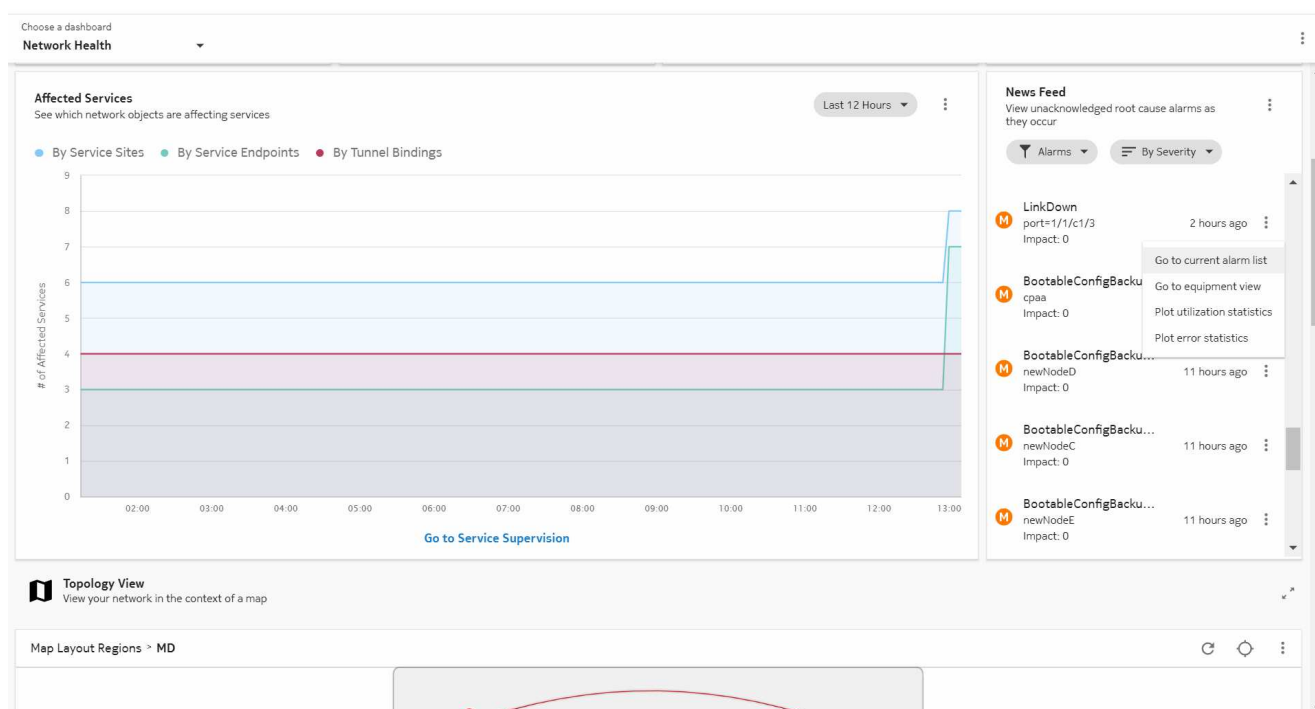 Choose a dashboard
Network Health
Affected Services
See which network objects are affecting services
Last 12 Hours
By Service Sites
By Service Endpoints
By Tunnel Bindings
# of Affected Services
9
8
7
6
5
4
3
2
1
0
02:00
03:00
04:00
05:00
06:00
07:00
08:00
09:00
10:00
11:00
12:00
13:00
Go to Service Supervision
News Feed
View unacknowledged root cause alarms as
they occur
Alarms
By Severity
M
LinkDown
port=1/1/c1/3
2 hours ago
Impact: 0
Go to current alarm list
Go to equipment view
Plot utilization statistics
Plot error statistics
M
BootableConfigBacku
cpaa
Impact: 0
M
BootableConfigBacku...
newNodeD
11 hours ago
Impact: 0
M
BootableConfigBacku...
newNodeC
11 hours ago
Impact: 0
M
BootableConfigBacku...
newNodeE
11 hours ago
Impact: 0
Topology View
View your network in the context of a map
Map Layout Regions > MD